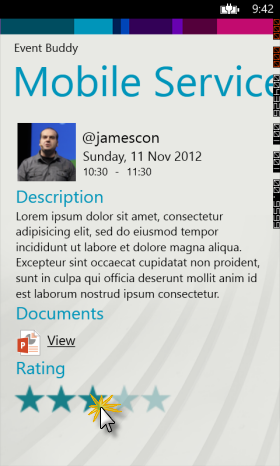 9:42
Event Buddy
Mobile Service
@jamescon
Sunday, 11 Nov 2012
10:30 - 11:30
Description
Lorem ipsum dolor sit amet, consectetur
adipisicing elit, sed do eiusmod tempor
incididunt ut labore et dolore magna aliqua.
Excepteur sint occaecat cupidatat non proident,
sunt in culpa qui officia deserunt mollit anim id
est laborum nostrud ipsum consectetur.
Documents
View
Rating